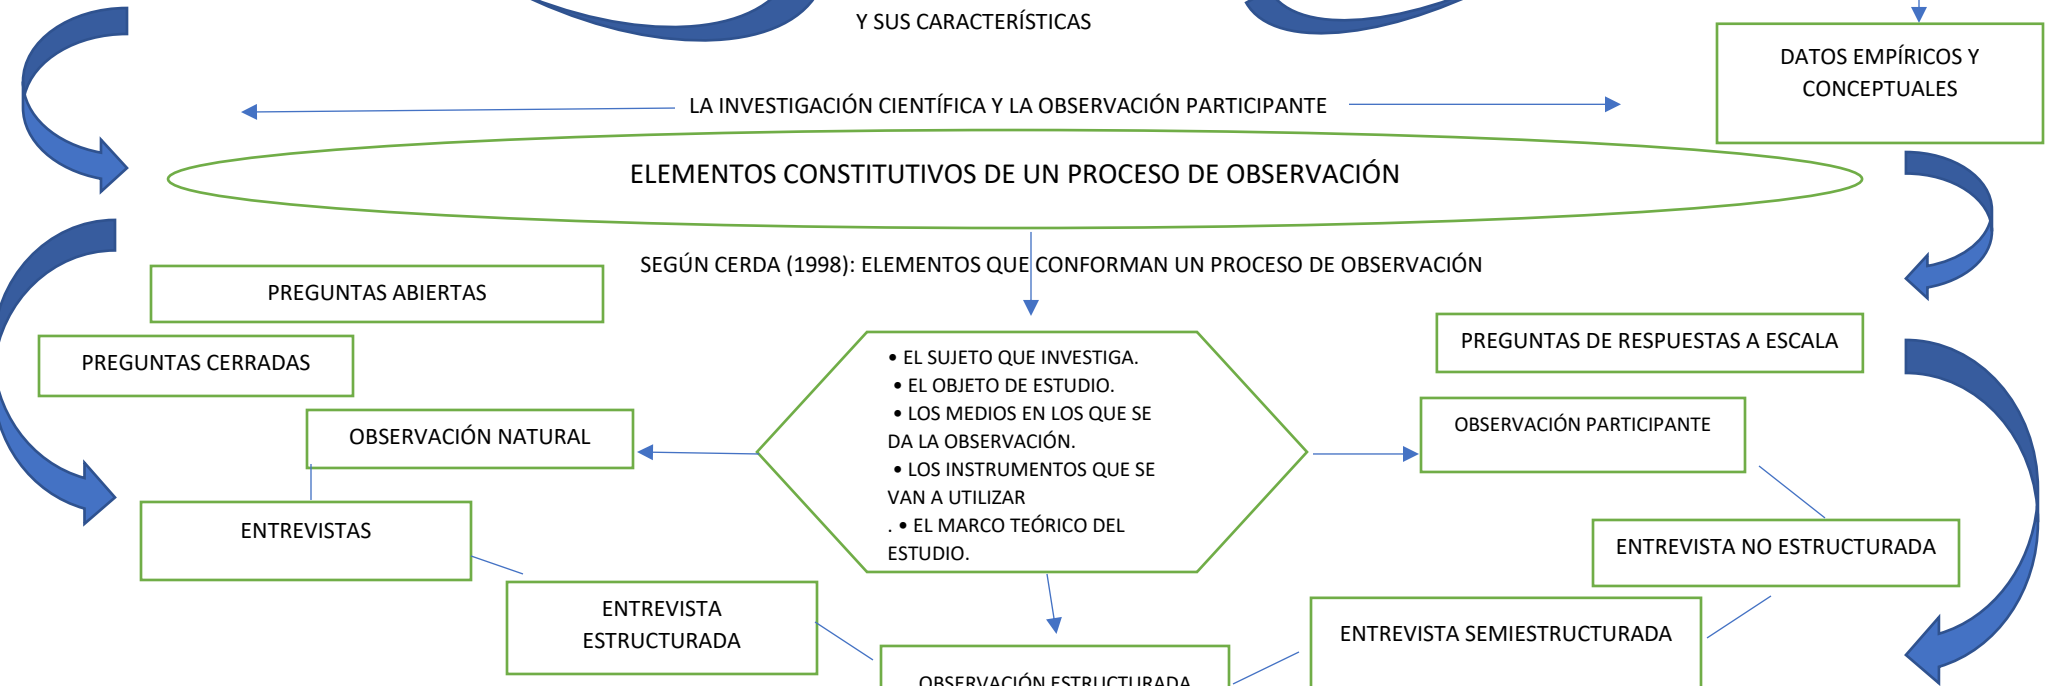 Y SUS CARACTERÍSTICAS
DATOS EMPÍRICOS Y
CONCEPTUALES
LA INVESTIGACIÓN CIENTÍFICA Y LA OBSERVACIÓN PARTICIPANTE
ELEMENTOS CONSTITUTIVOS DE UN PROCESO DE OBSERVACIÓN
SEGÚN CERDA (1998): ELEMENTOS QUE CONFORMAN UN PROCESO DE OBSERVACIÓN
PREGUNTAS ABIERTAS
PREGUNTAS CERRADAS
PREGUNTAS DE RESPUESTAS A ESCALA
• EL SUJETO QUE INVESTIGA.
• EL OBJETO DE ESTUDIO.
• LOS MEDIOS EN LOS QUE SE
DA LA OBSERVACIÓN.
• LOS INSTRUMENTOS QUE SE
VAN A UTILIZAR
. • EL MARCO TEÓRICO DEL
ESTUDIO.
OBSERVACIÓN NATURAL
OBSERVACIÓN PARTICIPANTE
ENTREVISTAS
ENTREVISTA NO ESTRUCTURADA
ENTREVISTA
ESTRUCTURADA
ENTREVISTA SEMIESTRUCTURADA
OBSERVACIÓN ESTRUCTURADA